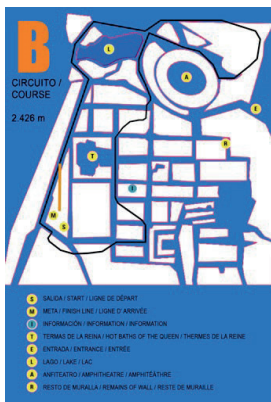 B
CIRCUITO /
COURSE
2.426 m
L
A
E
R
T
I
M
S
S SALIDA / START / LIGNE DE DÉPART
M META / FINISH LINE / LIGNE D' ARRIVÉE
I INFORMACIÓN / INFORMATION / INFORMATION
T TERMAS DE LA REINA / HOT BATHS OF THE QUEEN / THERMES DE LA REINE
E ENTRADA / ENTRANCE / ENTRÉE
L LAGO / LAKE / LAC
A ANFITEATRO / AMPHITHEATRE / AMPHITÉÂTHRE
R RESTO DE MURALLA / REMAINS OF WALL / RESTE DE MURAILLE